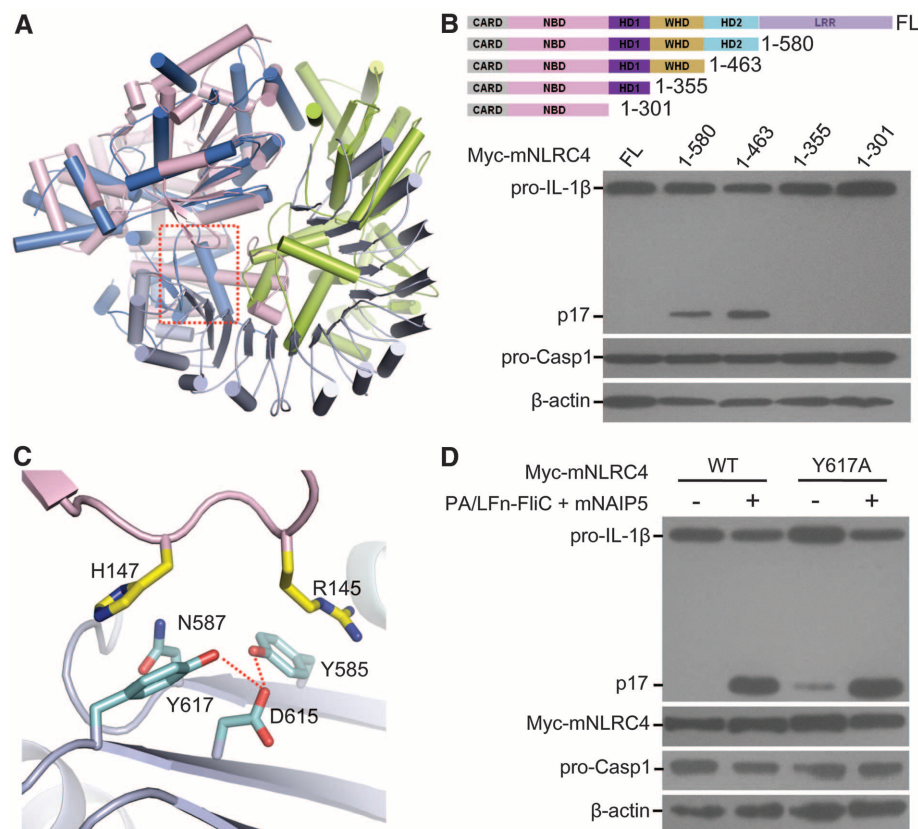 A
B
CARD NBD HD1 WHD HD2 LRR FL
CARD NBD HD1 WHD HD2 1-580
CARD NBD HD1 WHD 1-463
CARD NBD HD1 1-355
CARD NBD 1-301
Myc-mNLRC4 FL 1-580 1-463 1-355 1-301
pro-IL-1β
p17
pro-Casp1
β-actin
C
H147
R145
N587
Y585
Y617
D615
D
Myc-mNLRC4 WT Y617A
PA/LFn-FliC + mNAIP5 - + - +
pro-IL-1β
p17
Myc-mNLRC4
pro-Casp1
β-actin